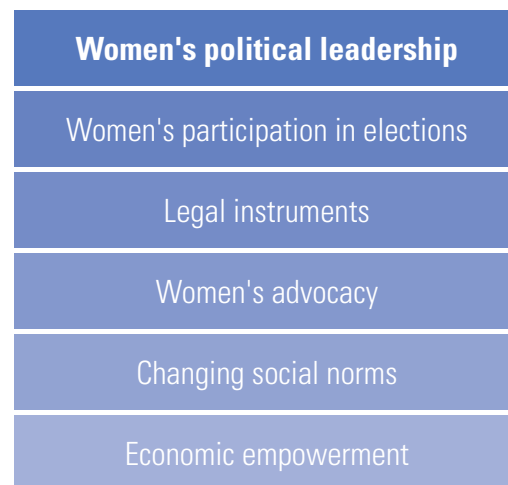 Women's political leadership
Women's participation in elections
Legal instruments
Women's advocacy
Changing social norms
Economic empowerment